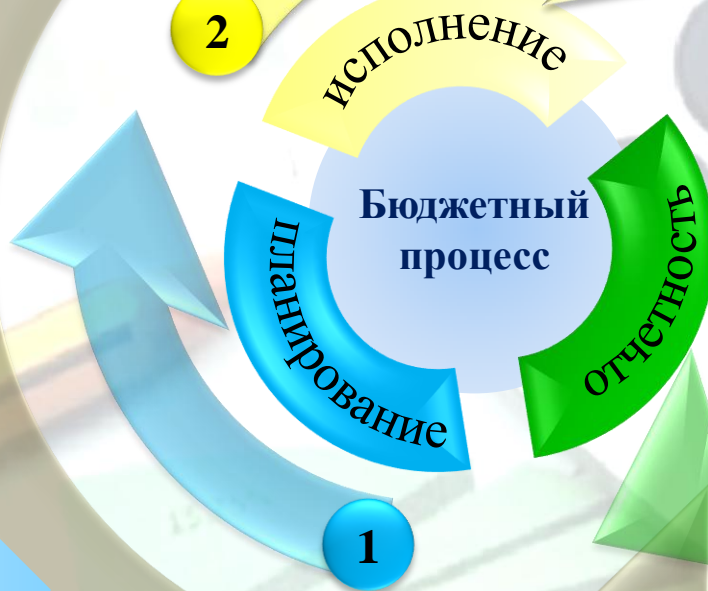 2
исполнение
Бюджетный
процесс
планирование
отчетность
1